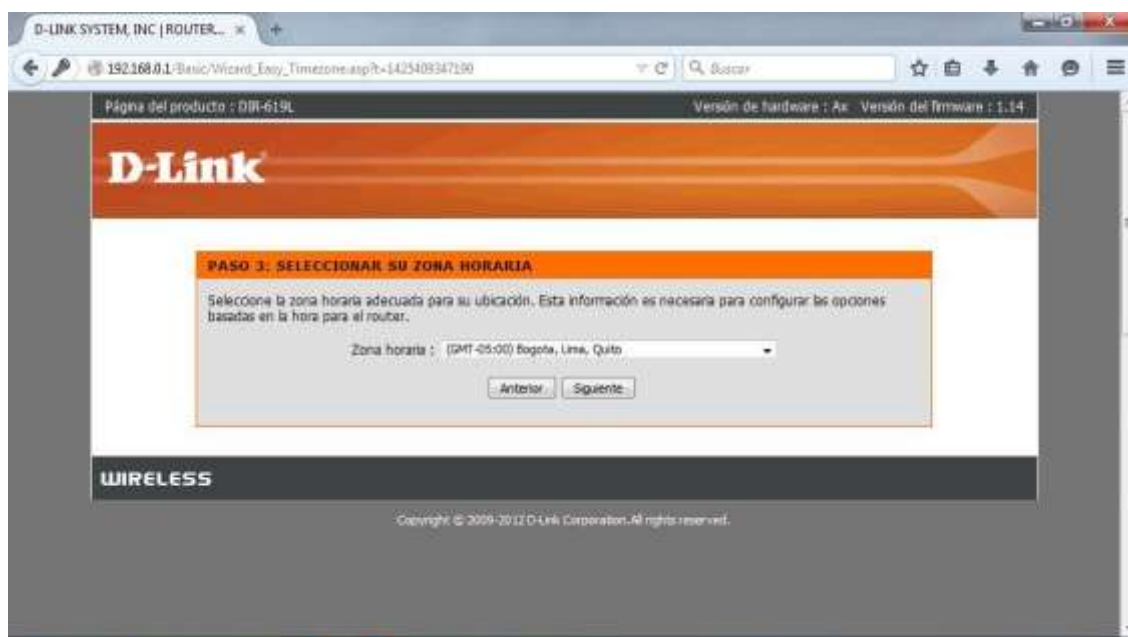 D-LINK SYSTEM, INC | ROUTER...
192.168.0.1/Basic/Wizard_Easy_Timezone.asp?t=1425409347190
Buscar
Página del producto : DIR-619L Versión de hardware : Ax Versión del firmware : 1.14
D-Link
PASO 3: SELECCIONAR SU ZONA HORARIA
Seleccione la zona horaria adecuada para su ubicación. Esta información es necesaria para configurar las opciones
basadas en la hora para el router.
Zona horaria : (GMT-05:00) Bogota, Lima, Quito
Anterior Siguiente
WIRELESS
Copyright © 2009-2012 D-Link Corporation. All rights reserved.